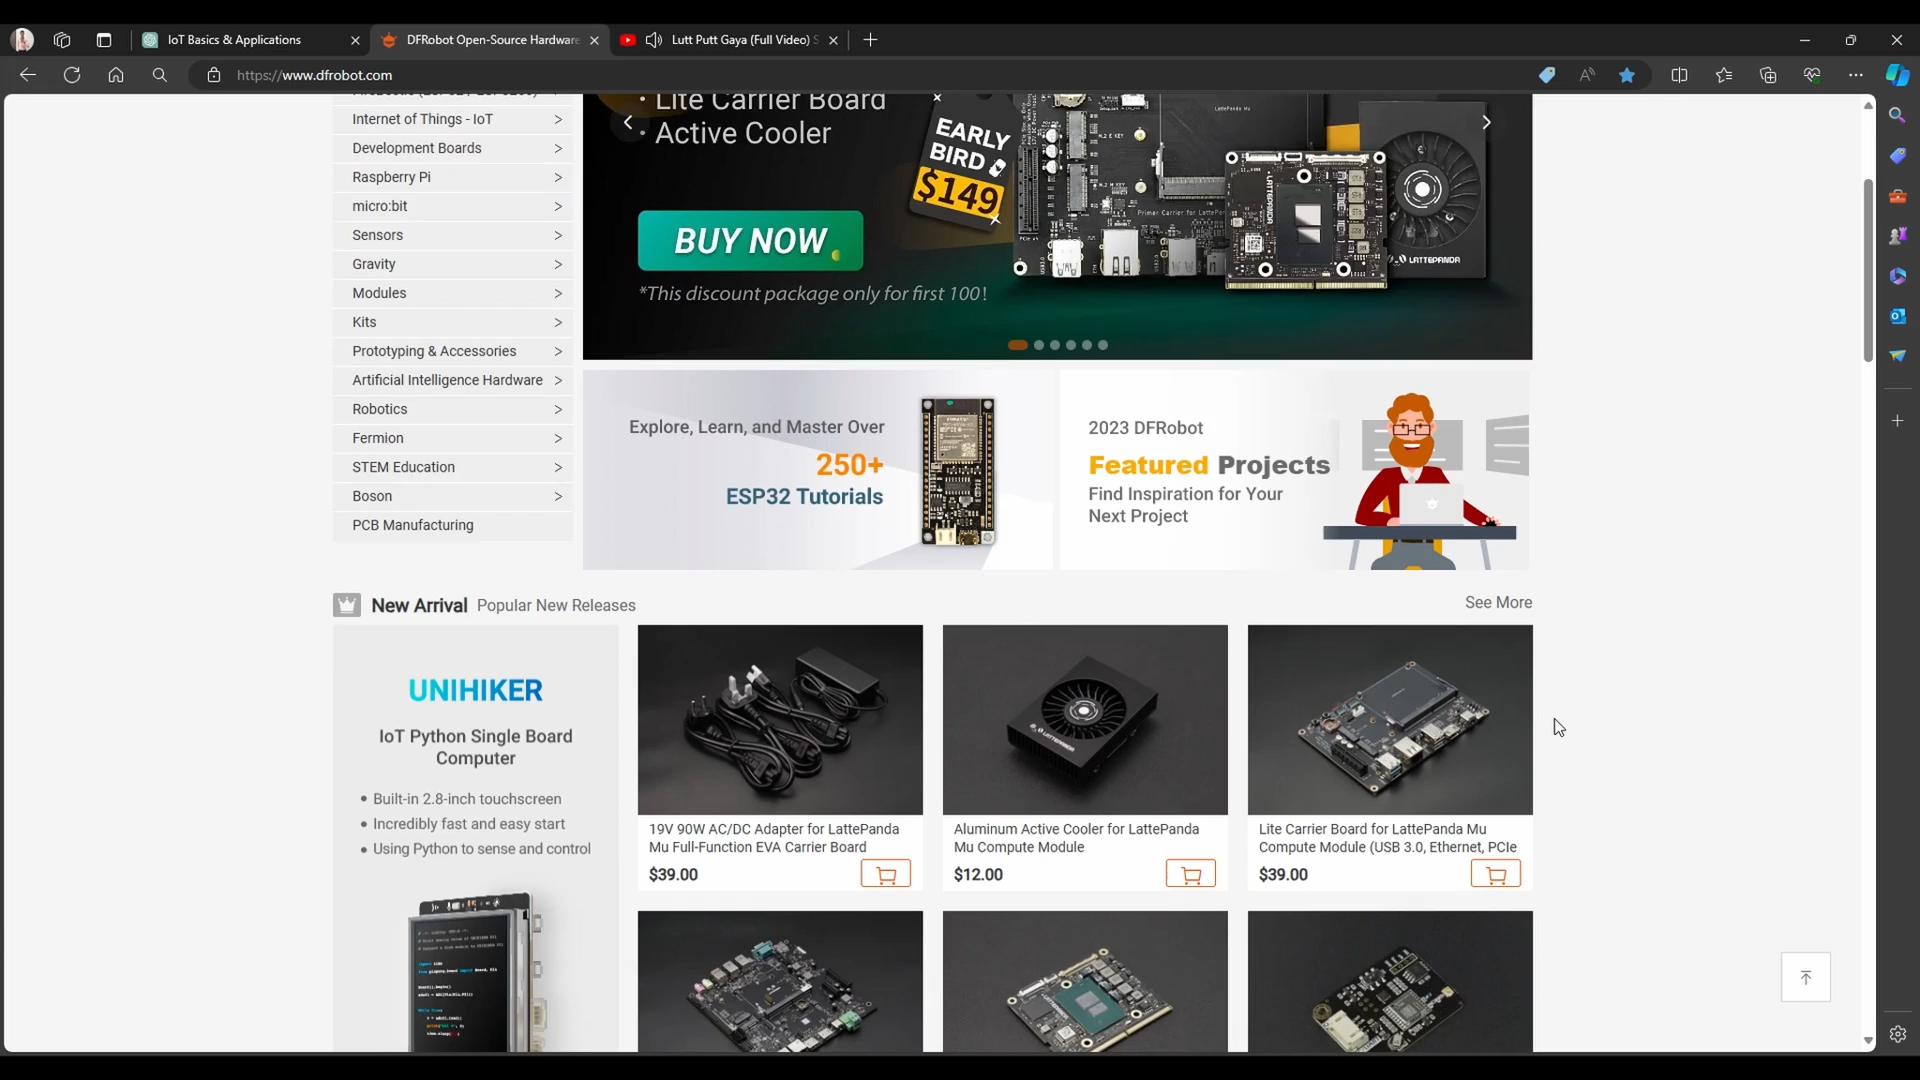 IoT Basics & Applications
DFRobot Open-Source Hardware
Lutt Putt Gaya (Full Video) S
https://www.dfrobot.com
Internet of Things - IoT
Development Boards
Raspberry Pi
micro:bit
Sensors
Gravity
Modules
Kits
Prototyping & Accessories
Artificial Intelligence Hardware
Robotics
Fermion
STEM Education
Boson
PCB Manufacturing
Lite Carrier Board
Active Cooler
EARLY
BIRD
$149
BUY NOW
*This discount package only for first 100!
LATTEPANDA
Explore, Learn, and Master Over
250+
ESP32 Tutorials
2023 DFRobot
Featured Projects
Find Inspiration for Your
Next Project
New Arrival Popular New Releases
See More
UNIHIKER
IoT Python Single Board
Computer
• Built-in 2.8-inch touchscreen
• Incredibly fast and easy start
• Using Python to sense and control
19V 90W AC/DC Adapter for LattePanda
Mu Full-Function EVA Carrier Board
$39.00
Aluminum Active Cooler for LattePanda
Mu Compute Module
$12.00
Lite Carrier Board for LattePanda Mu
Compute Module (USB 3.0, Ethernet, PCIe
$39.00